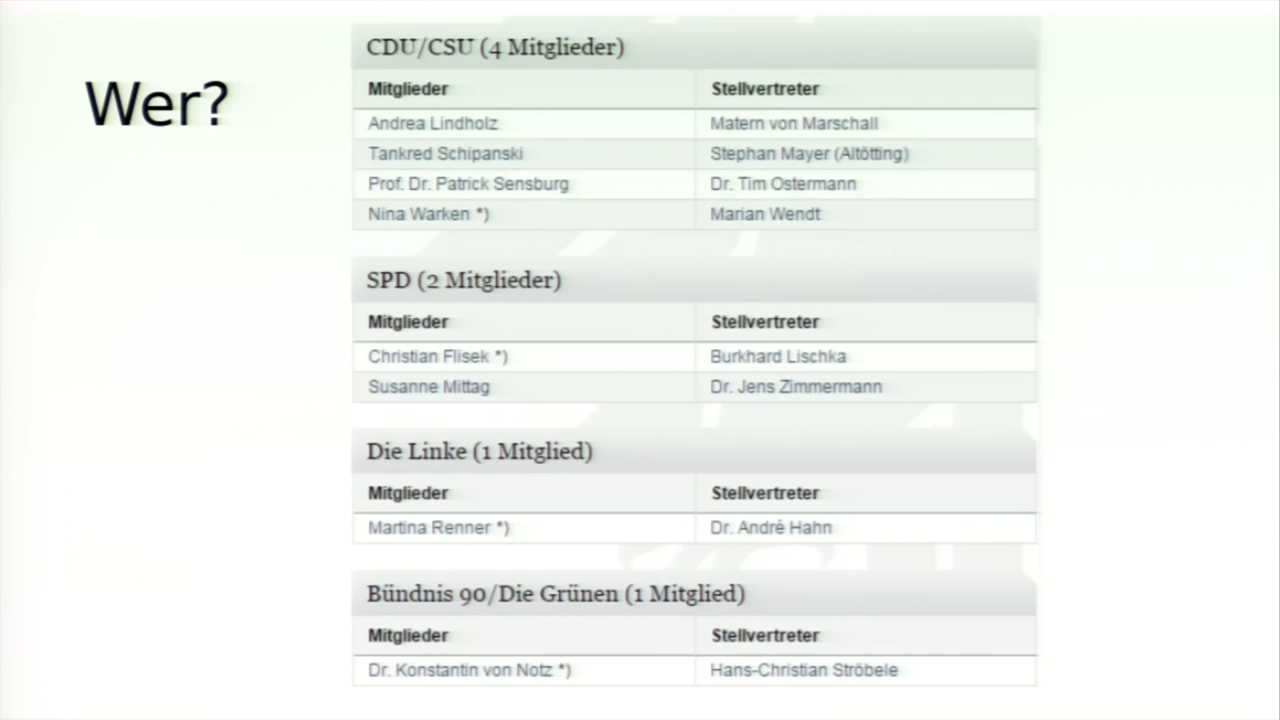 Wer?
CDU/CSU (4 Mitglieder)
Mitglieder Stellvertreter
Andrea Lindholz Matern von Marschall
Tankred Schipanski Stephan Mayer (Altötting)
Prof. Dr. Patrick Sensburg Dr. Tim Ostermann
Nina Warken *) Marian Wendt
SPD (2 Mitglieder)
Mitglieder Stellvertreter
Christian Flisek *) Burkhard Lischka
Susanne Mittag Dr. Jens Zimmermann
Die Linke (1 Mitglied)
Mitglieder Stellvertreter
Martina Renner *) Dr. André Hahn
Bündnis 90/Die Grünen (1 Mitglied)
Mitglieder Stellvertreter
Dr. Konstantin von Notz *) Hans-Christian Ströbele